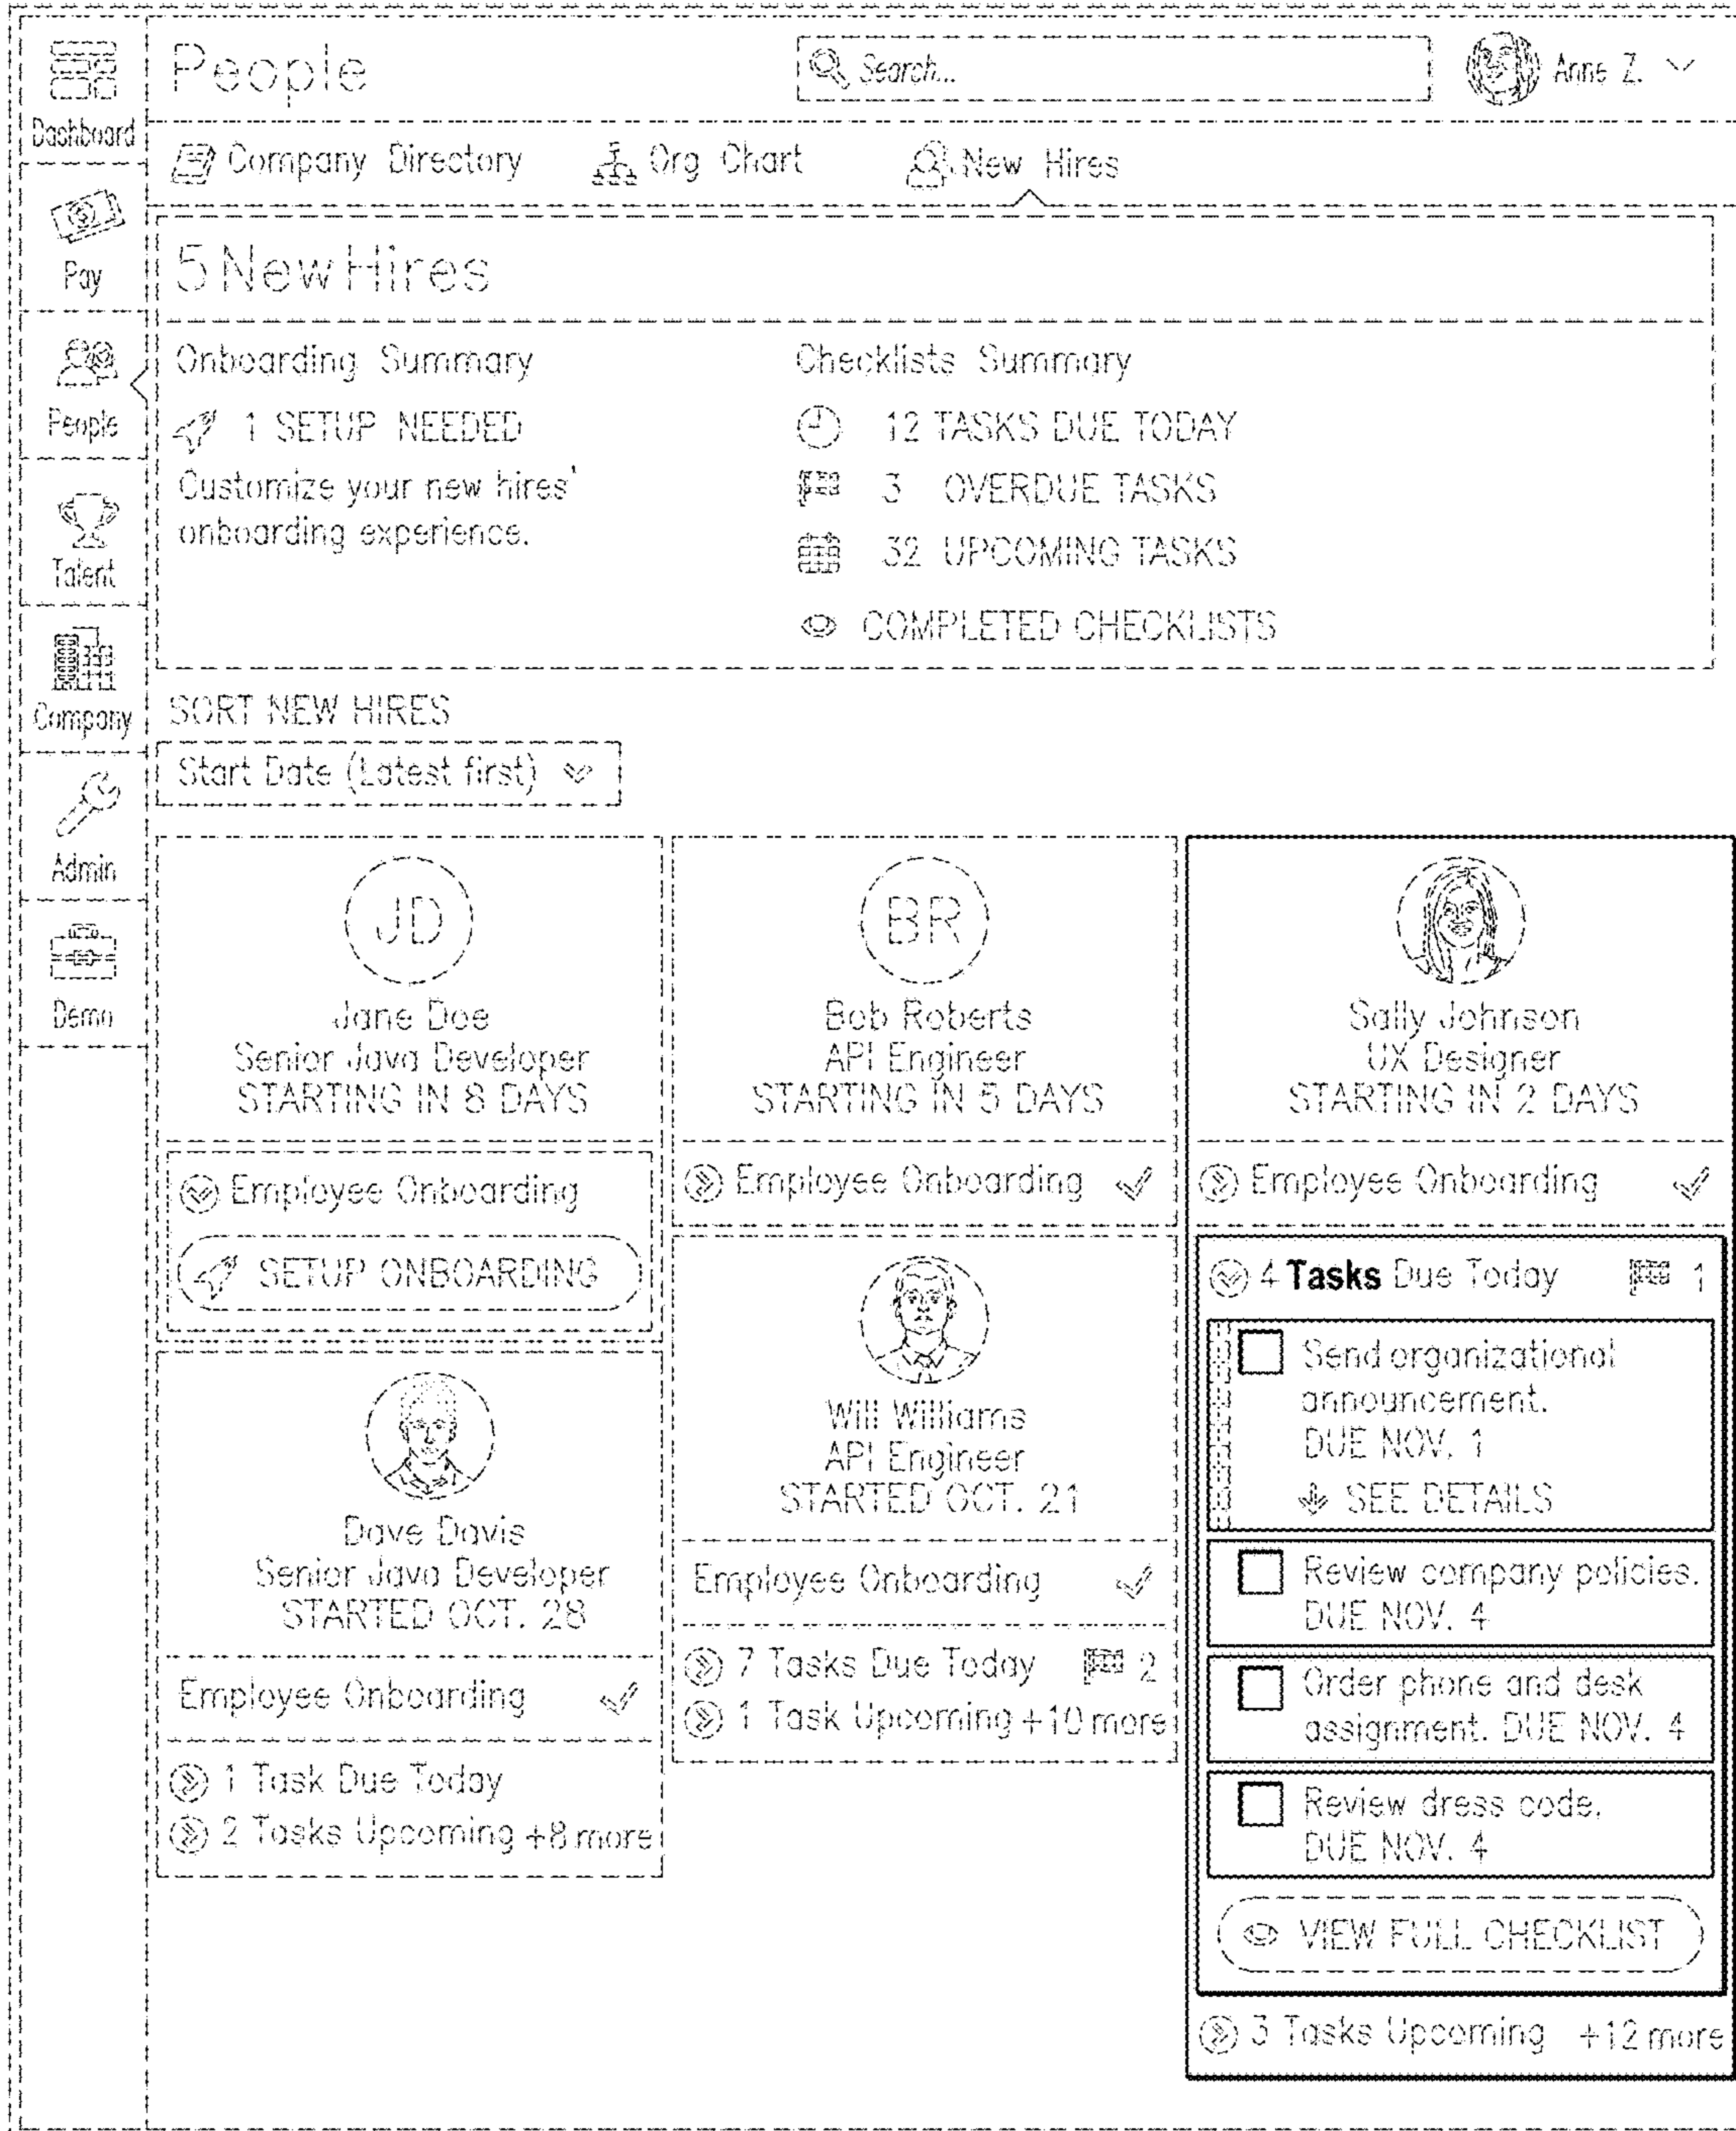 People
Search...
Anne Z.
Dashboard
Pay
People
Talent
Company
Admin
Demo
Company Directory
Org Chart
New Hires
5 New Hires
Onboarding Summary
1 SETUP NEEDED
Customize your new hires'
onboarding experience.
Checklists Summary
12 TASKS DUE TODAY
3 OVERDUE TASKS
32 UPCOMING TASKS
COMPLETED CHECKLISTS
SORT NEW HIRES
Start Date (Latest first)
JD
Jane Doe
Senior Java Developer
STARTING IN 8 DAYS
Employee Onboarding
SETUP ONBOARDING
Dave Davis
Senior Java Developer
STARTED OCT. 28
Employee Onboarding
1 Task Due Today
2 Tasks Upcoming +8 more
BR
Bob Roberts
API Engineer
STARTING IN 5 DAYS
Employee Onboarding
Will Williams
API Engineer
STARTED OCT. 21
Employee Onboarding
7 Tasks Due Today 2
1 Task Upcoming +10 more
Sally Johnson
UX Designer
STARTING IN 2 DAYS
Employee Onboarding
4 Tasks Due Today 1
Send organizational
announcement.
DUE NOV. 1
SEE DETAILS
Review company policies.
DUE NOV. 4
Order phone and desk
assignment. DUE NOV. 4
Review dress code.
DUE NOV. 4
VIEW FULL CHECKLIST
3 Tasks Upcoming +12 more